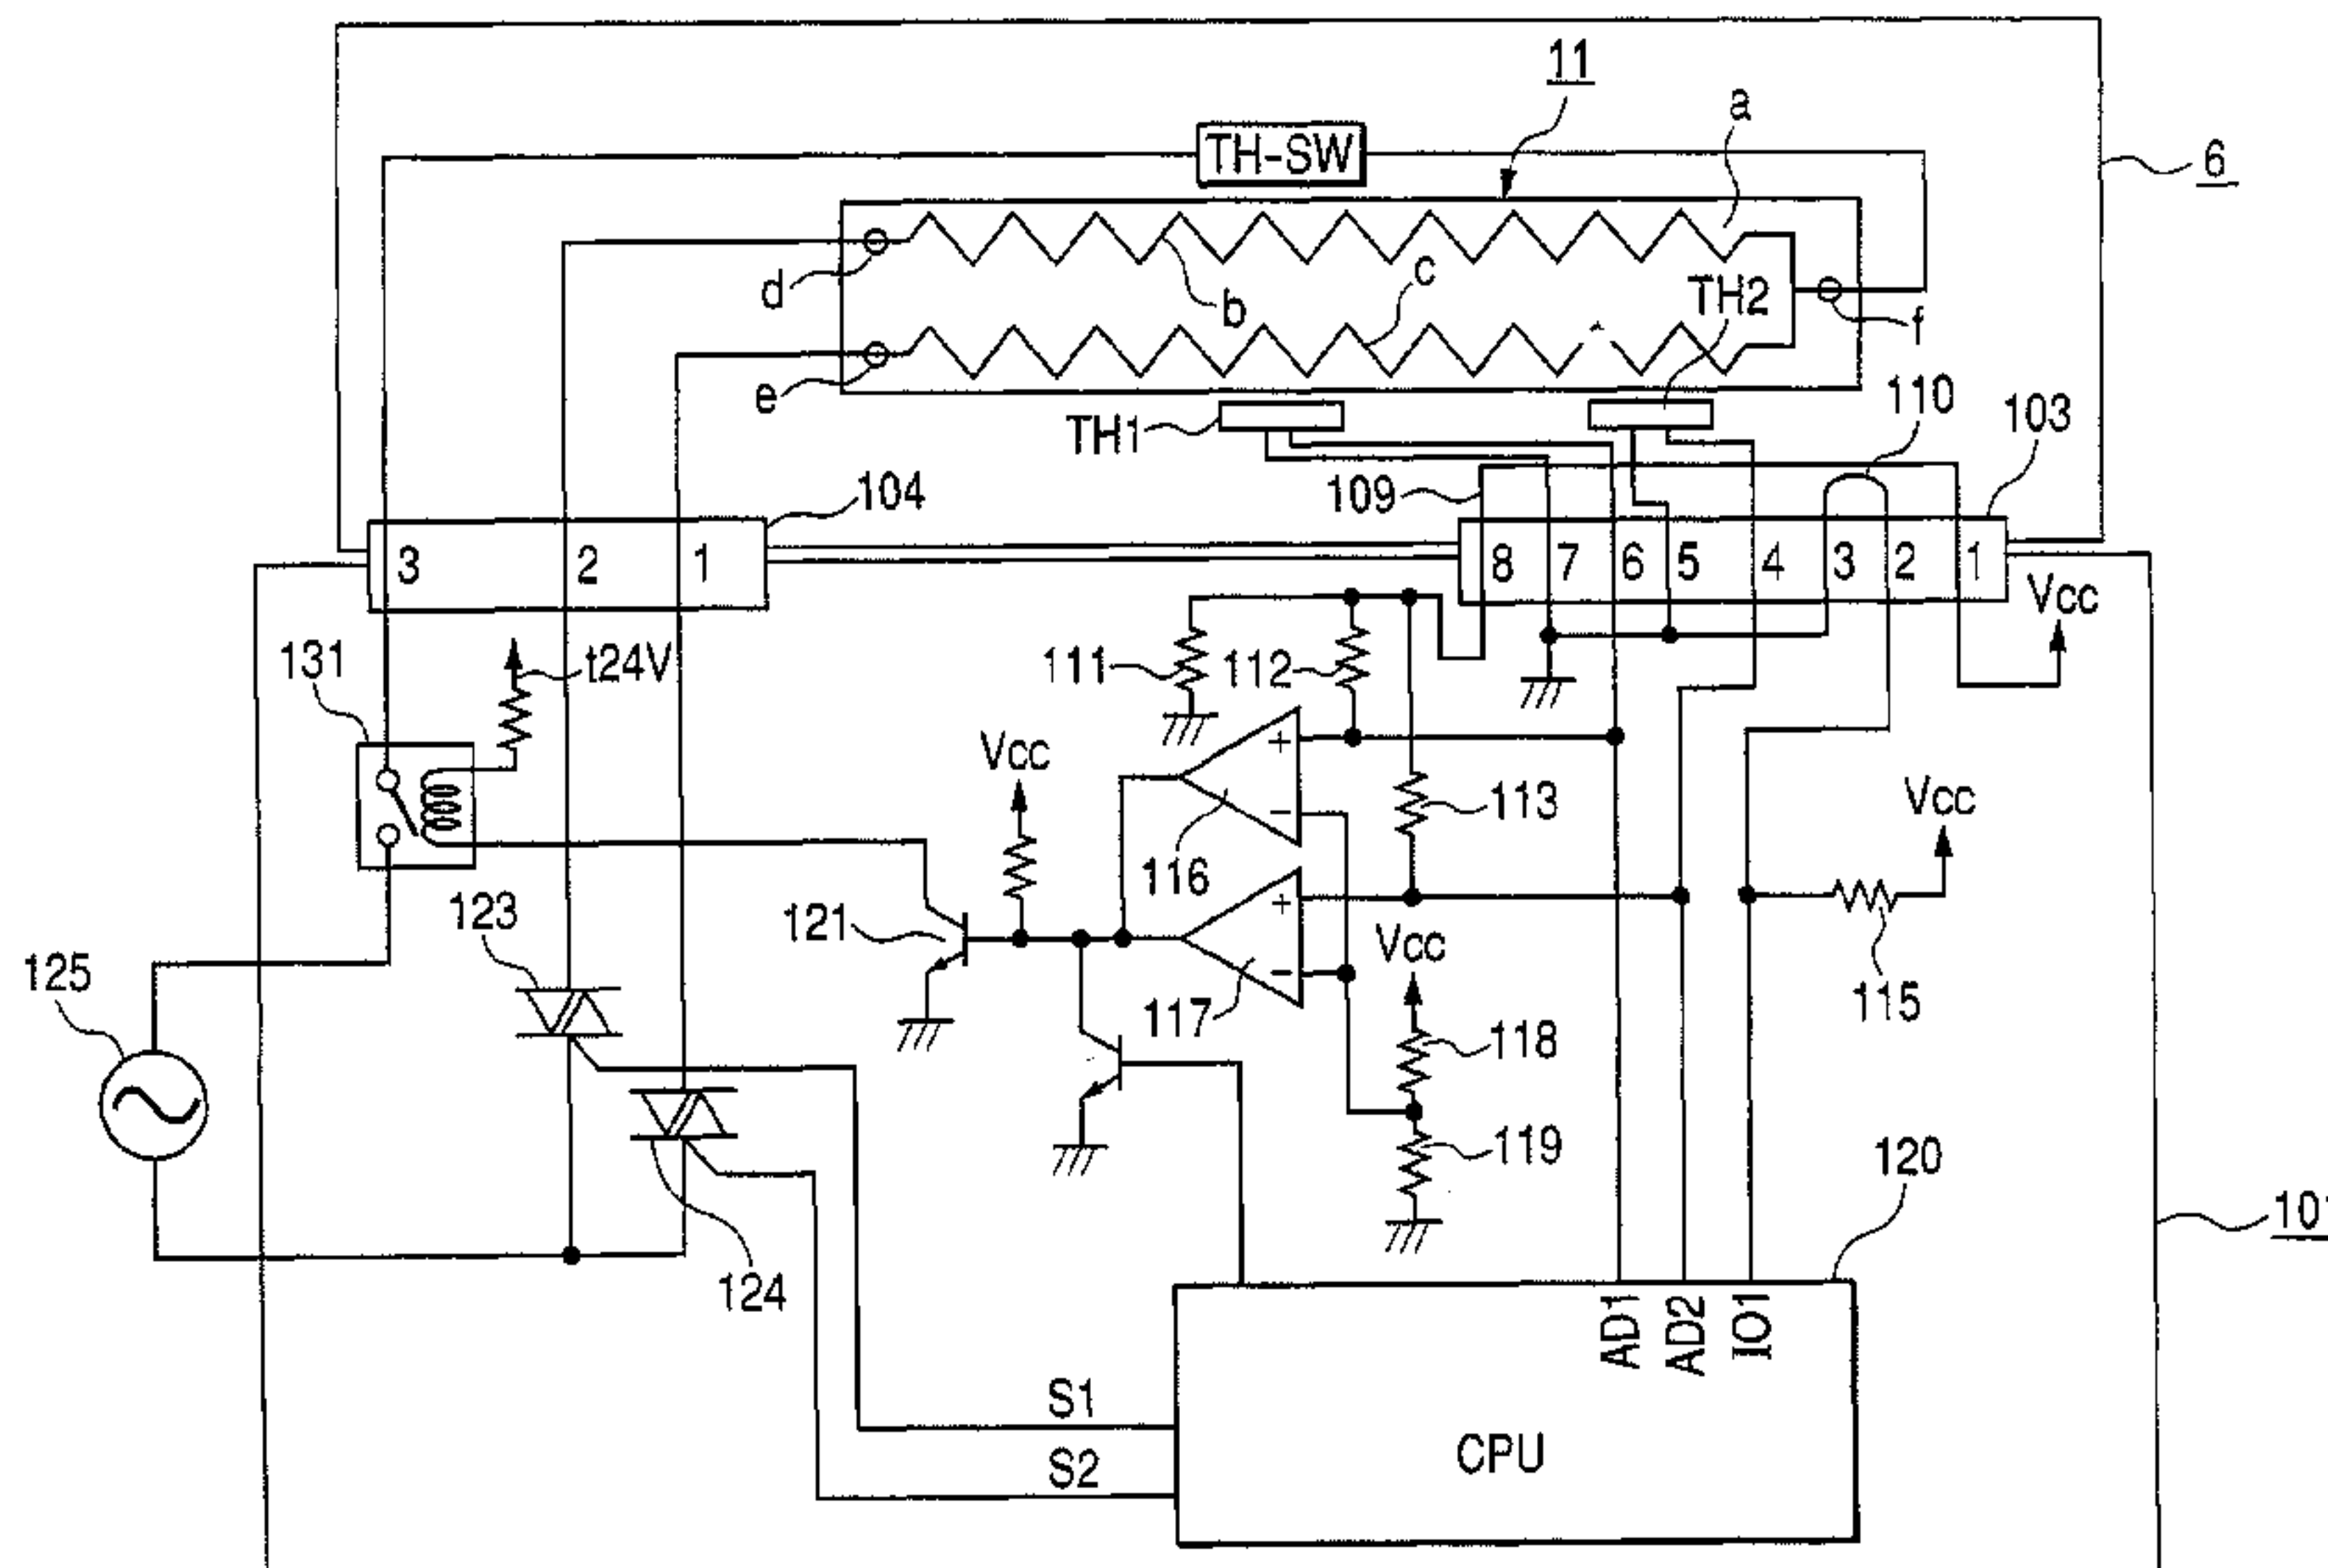 11
a
TH-SW
6
d
b
c
TH2
f
e
TH1
110
103
109
104
3
2
1
8
7
6
5
4
3
2
1
Vcc
131
t24V
111
112
Vcc
+
−
113
Vcc
116
123
121
+
−
Vcc
125
117
115
118
119
120
101
124
AD1
AD2
IO1
S1
S2
CPU